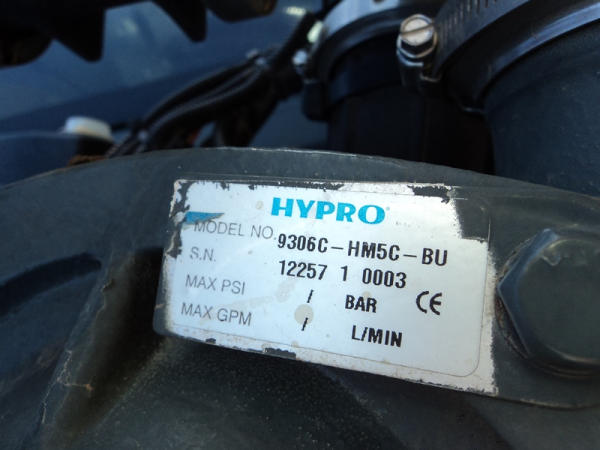 HYPRO
MODEL NO. 9306C-HM5C-BU
S.N. 12257 1 0003
MAX PSI / BAR CE
MAX GPM / L/MIN